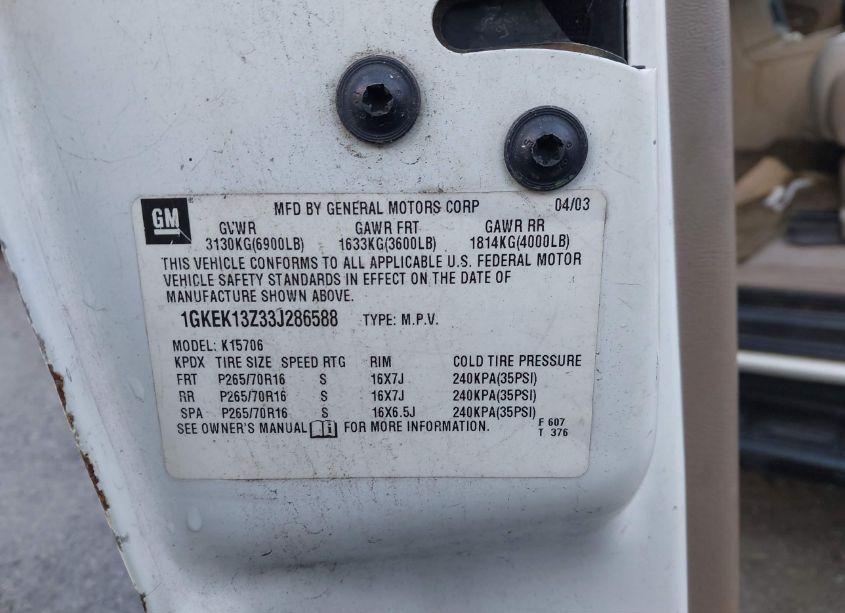 GM MFD BY GENERAL MOTORS CORP 04/03
GVWR GAWR FRT GAWR RR
3130KG(6900LB) 1633KG(3600LB) 1814KG(4000LB)
THIS VEHICLE CONFORMS TO ALL APPLICABLE U.S. FEDERAL MOTOR
VEHICLE SAFETY STANDARDS IN EFFECT ON THE DATE OF
MANUFACTURE SHOWN ABOVE.
1GKEK13Z33J286588 TYPE: M.P.V.
MODEL: K15706
KPDX TIRE SIZE SPEED RTG RIM COLD TIRE PRESSURE
FRT P265/70R16 S 16X7J 240KPA(35PSI)
RR P265/70R16 S 16X7J 240KPA(35PSI)
SPA P265/70R16 S 16X6.5J 240KPA(35PSI)
SEE OWNER'S MANUAL FOR MORE INFORMATION. F 607
T 376